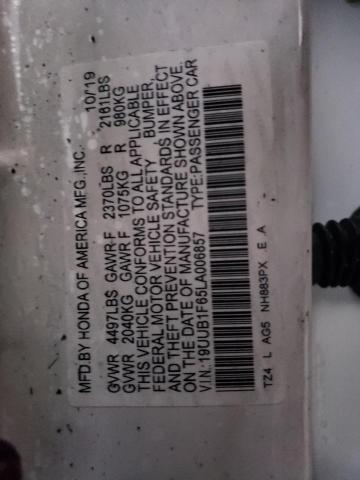 MFD.BY HONDA OF AMERICA MFG.,INC. 10/19
GVWR 4497LBS GAWR F 2370LBS R 2161LBS
GVWR 2040KG GAWR F 1075KG R 980KG
THIS VEHICLE CONFORMS TO ALL APPLICABLE
FEDERAL MOTOR VEHICLE SAFETY BUMPER,
AND THEFT PREVENTION STANDARDS IN EFFECT
ON THE DATE OF MANUFACTURE SHOWN ABOVE.
V.I.N.:19UUB1F65LA006857 TYPE:PASSENGER CAR
TZ4 L AG5 NH883PX E A